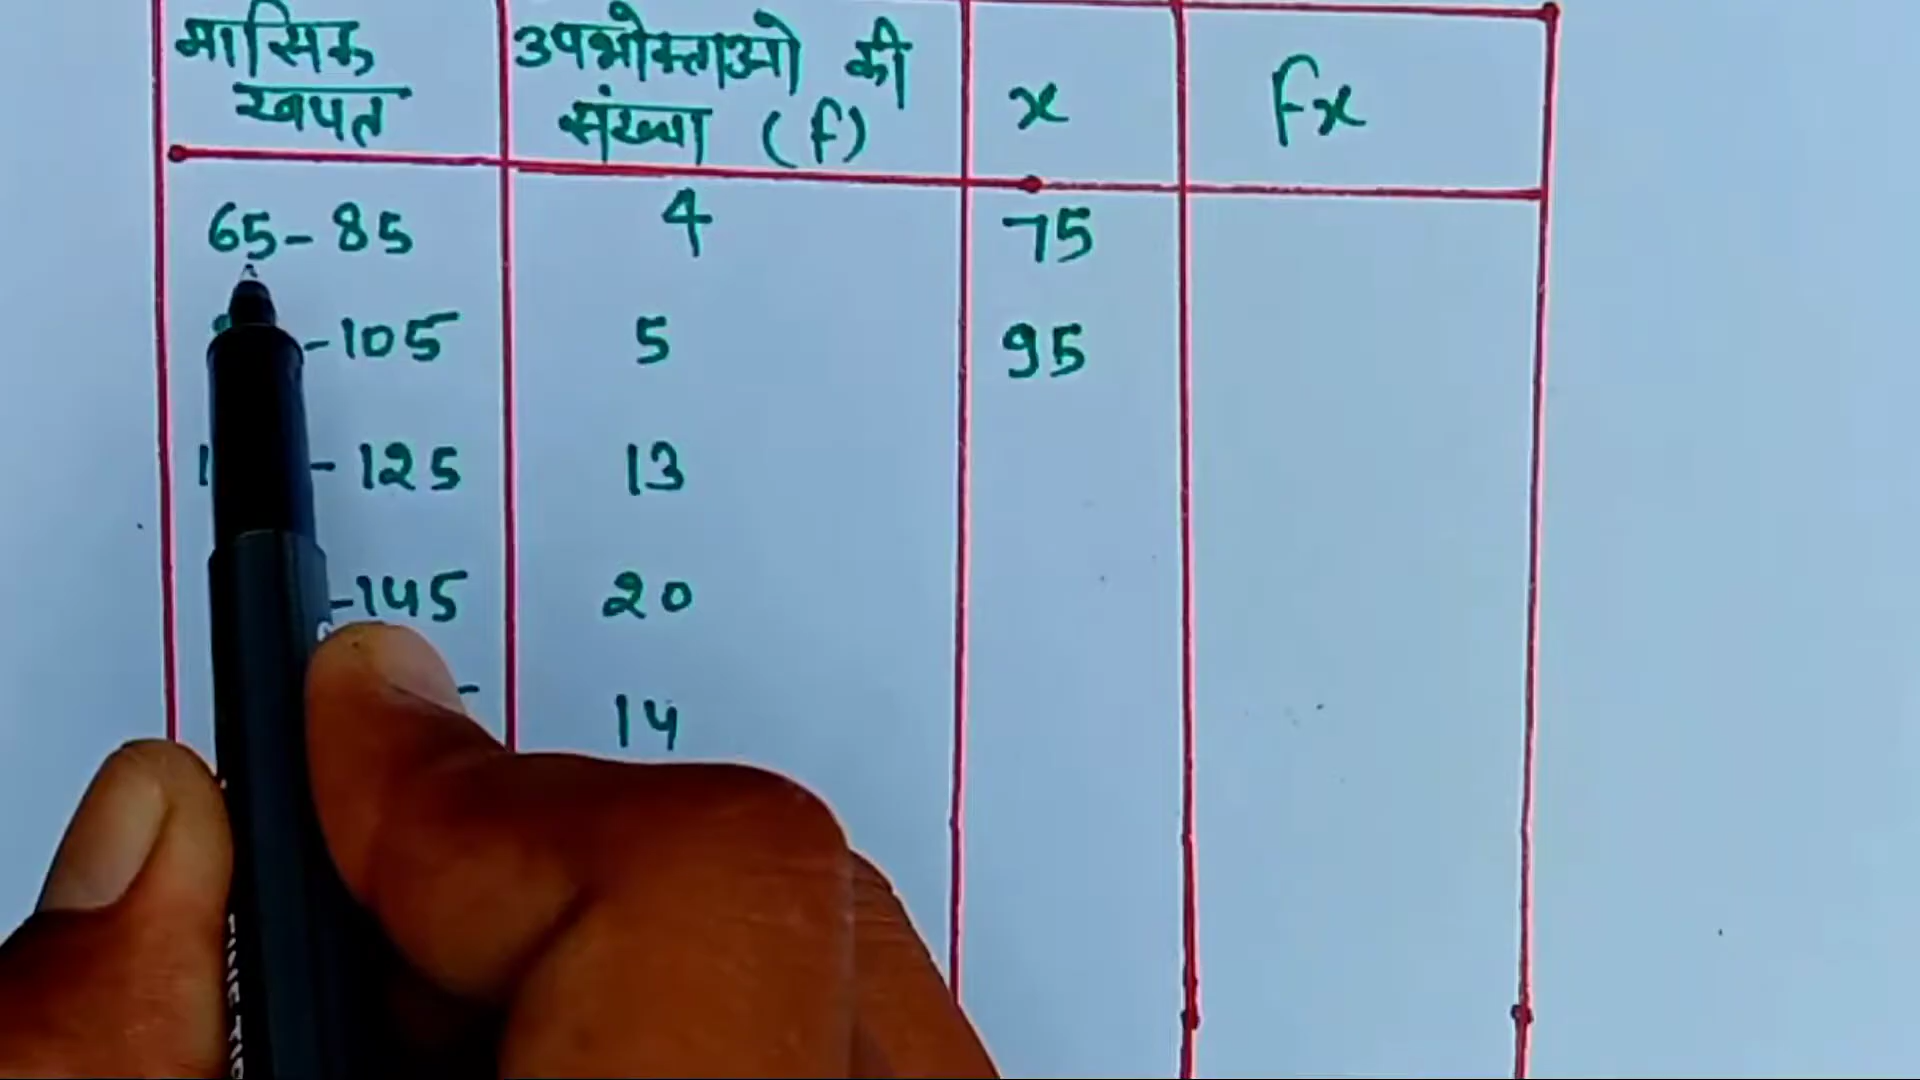 मासिक खपत
उपभोक्ताओ की संख्या (f)
x
Fx
65-85 4 75
-105 5 95
- 125 13
-145 20
14